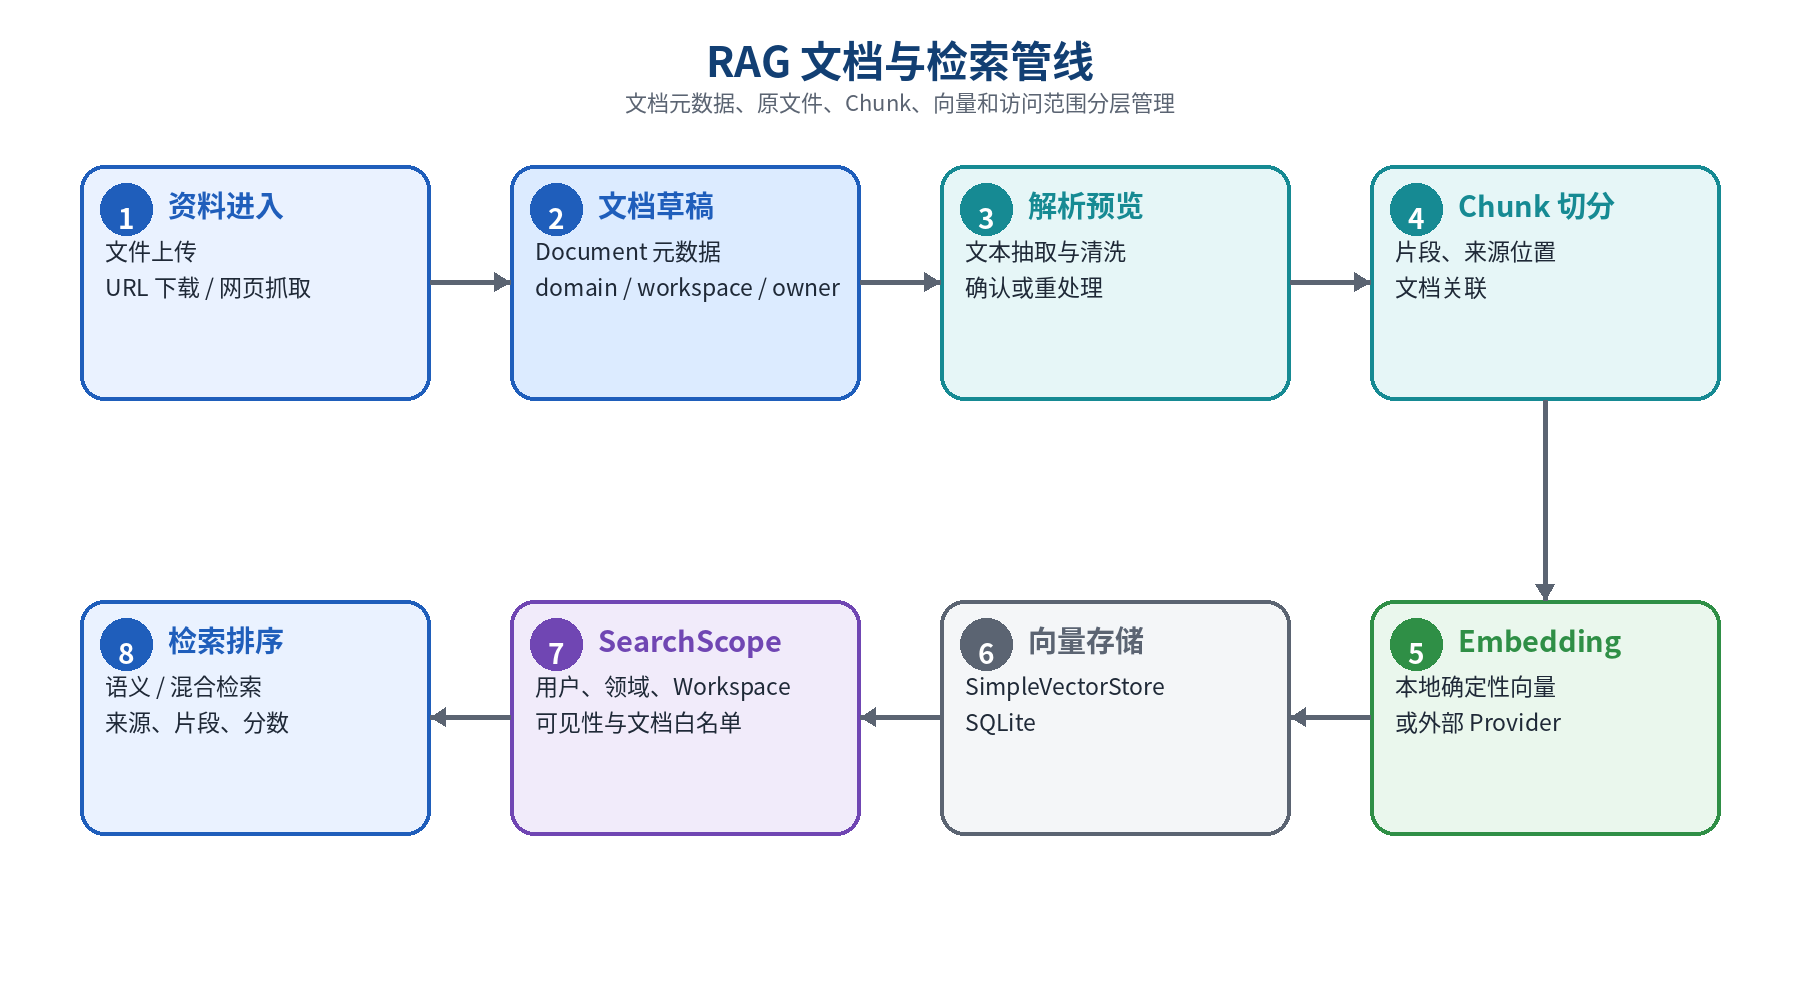 RAG 文档与检索管线
文档元数据、原文件、Chunk、向量和访问范围分层管理
1 资料进入
文件上传
URL 下载 / 网页抓取
2 文档草稿
Document 元数据
domain / workspace / owner
3 解析预览
文本抽取与清洗
确认或重处理
4 Chunk 切分
片段、来源位置
文档关联
5 Embedding
本地确定性向量
或外部 Provider
6 向量存储
SimpleVectorStore
SQLite
7 SearchScope
用户、领域、Workspace
可见性与文档白名单
8 检索排序
语义 / 混合检索
来源、片段、分数